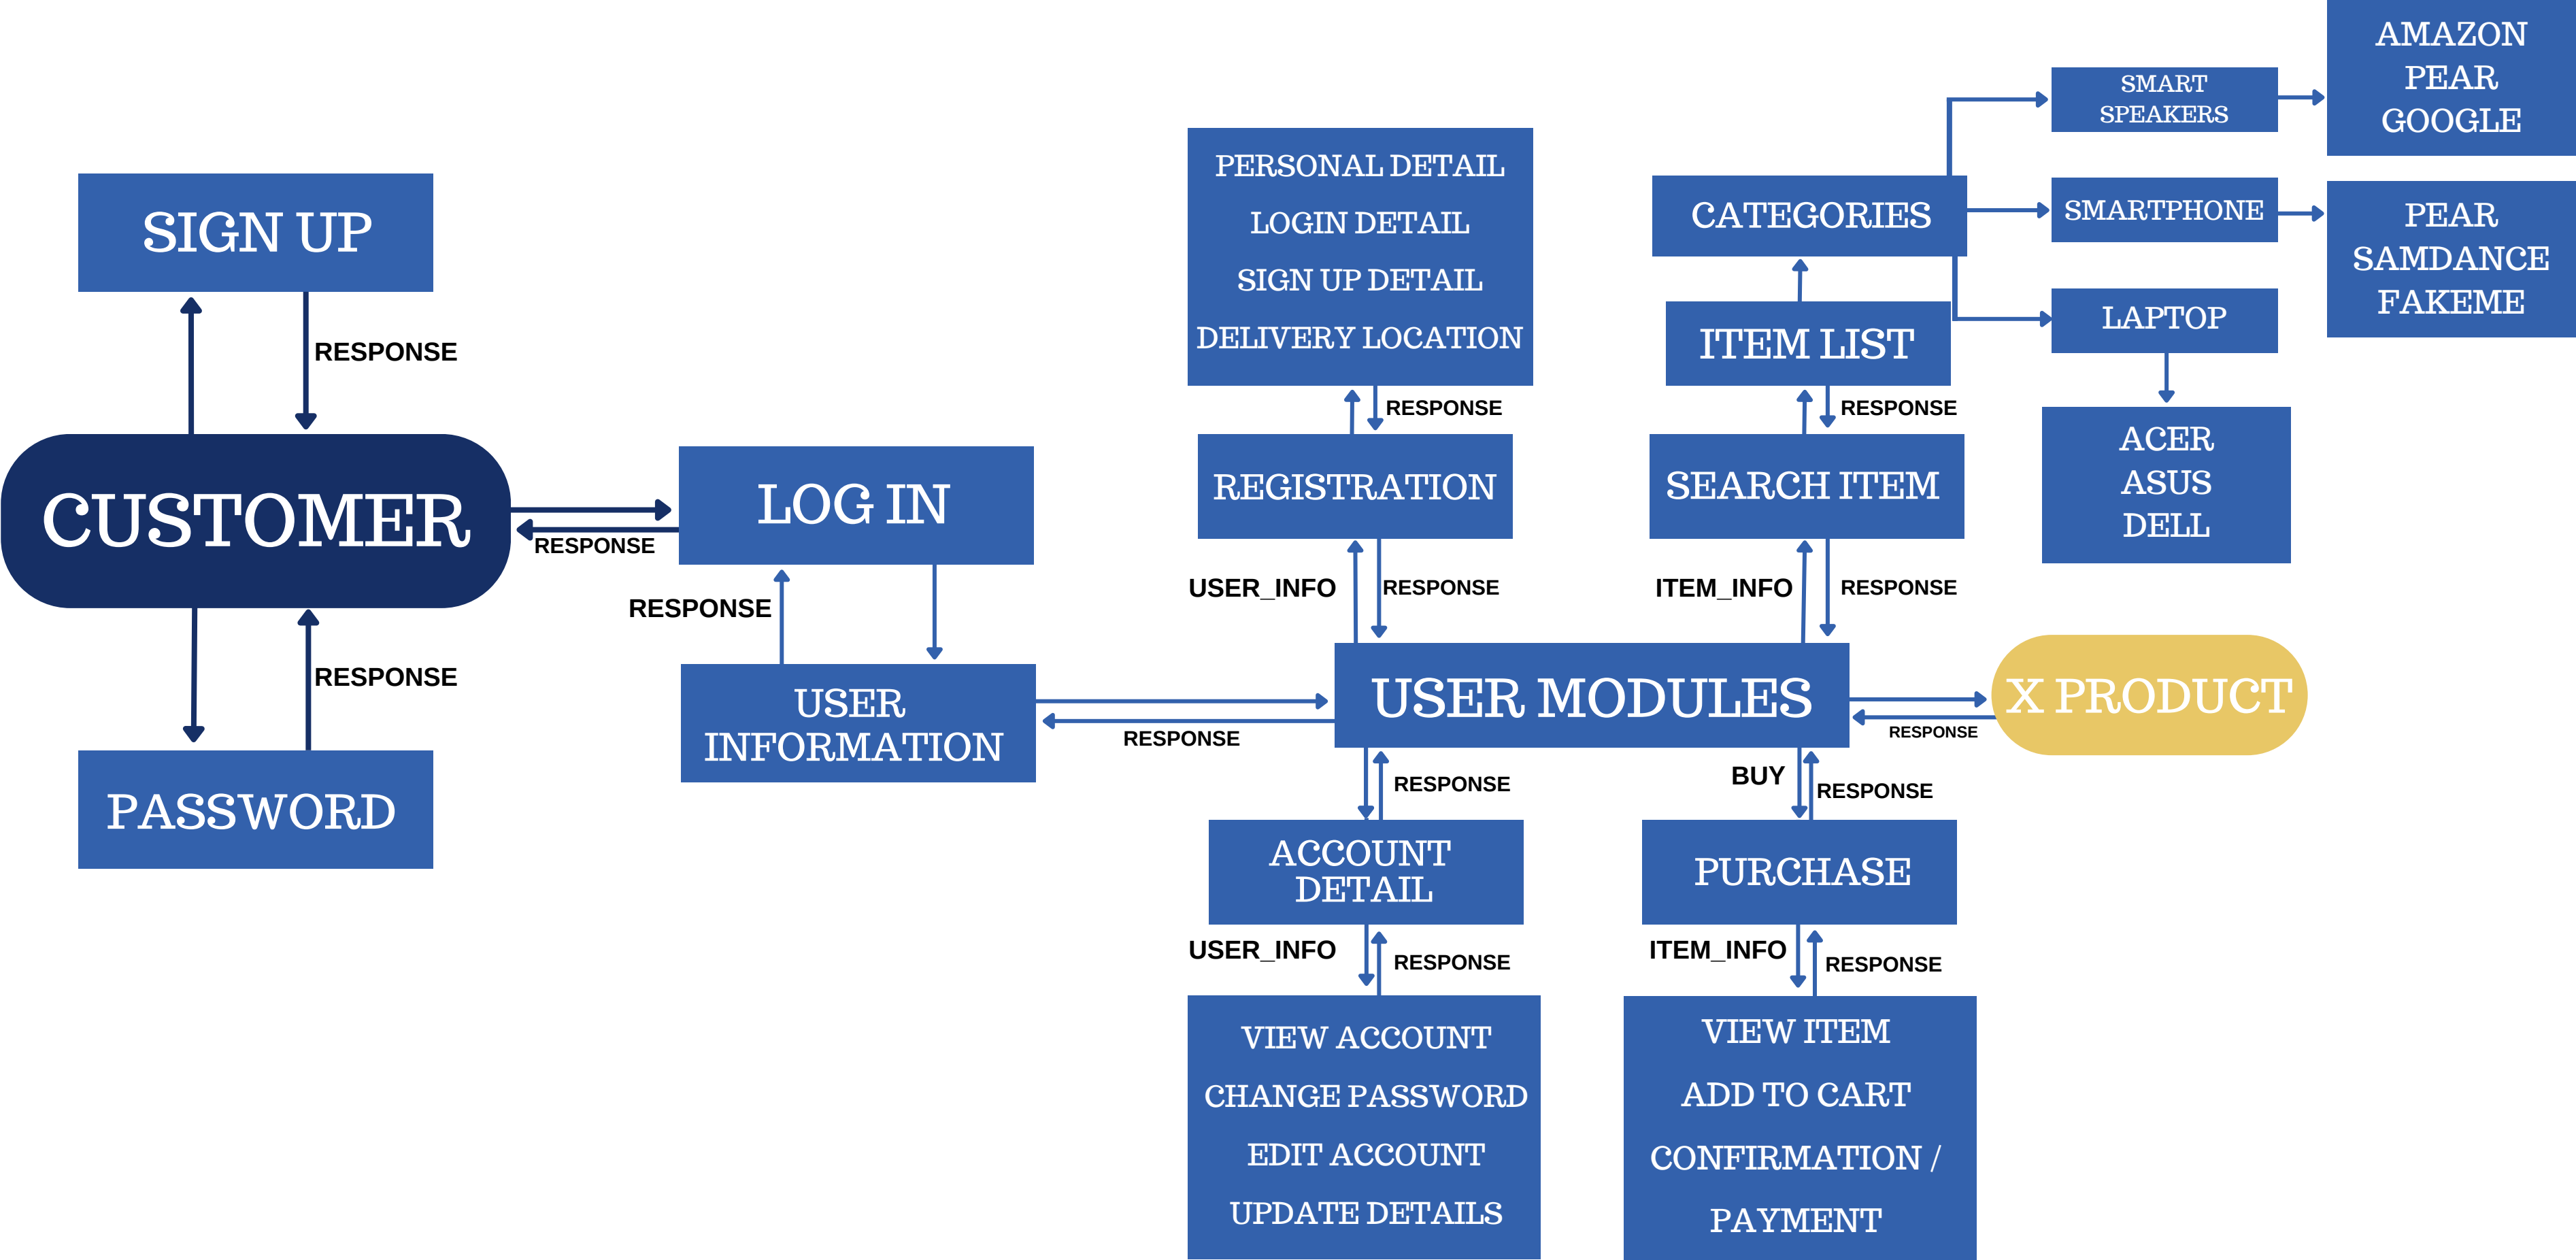 SIGN UP
RESPONSE
CUSTOMER
RESPONSE
PASSWORD
LOG IN
RESPONSE
RESPONSE
USER
INFORMATION
RESPONSE
PERSONAL DETAIL
LOGIN DETAIL
SIGN UP DETAIL
DELIVERY LOCATION
RESPONSE
REGISTRATION
USER_INFO
RESPONSE
USER MODULES
RESPONSE
ACCOUNT
DETAIL
USER_INFO
RESPONSE
VIEW ACCOUNT
CHANGE PASSWORD
EDIT ACCOUNT
UPDATE DETAILS
CATEGORIES
ITEM LIST
RESPONSE
SEARCH ITEM
ITEM_INFO
RESPONSE
BUY
RESPONSE
PURCHASE
ITEM_INFO
RESPONSE
VIEW ITEM
ADD TO CART
CONFIRMATION /
PAYMENT
SMART
SPEAKERS
AMAZON
PEAR
GOOGLE
SMARTPHONE
PEAR
SAMDANCE
FAKEME
LAPTOP
ACER
ASUS
DELL
X PRODUCT
RESPONSE